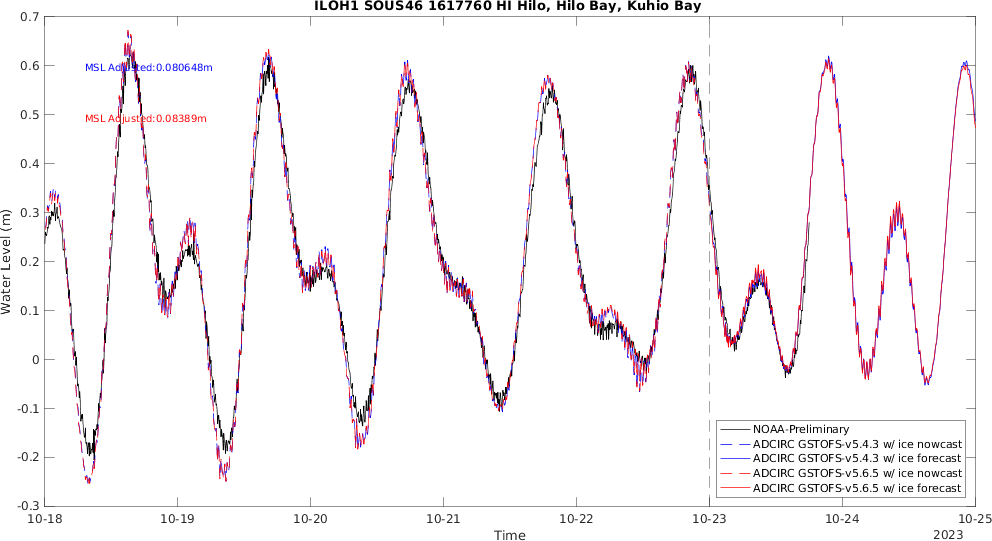 ILOH1 SOUS46 1617760 HI Hilo, Hilo Bay, Kuhio Bay
MSL Adjusted:0.080648m
MSL Adjusted:0.08389m
Water Level (m)
0.7
0.6
0.5
0.4
0.3
0.2
0.1
0
-0.1
-0.2
-0.3
NOAA-Preliminary
ADCIRC GSTOFS-v5.4.3 w/ ice nowcast
ADCIRC GSTOFS-v5.4.3 w/ ice forecast
ADCIRC GSTOFS-v5.6.5 w/ ice nowcast
ADCIRC GSTOFS-v5.6.5 w/ ice forecast
10-18 10-19 10-20 10-21 10-22 10-23 10-24 10-25
Time
2023